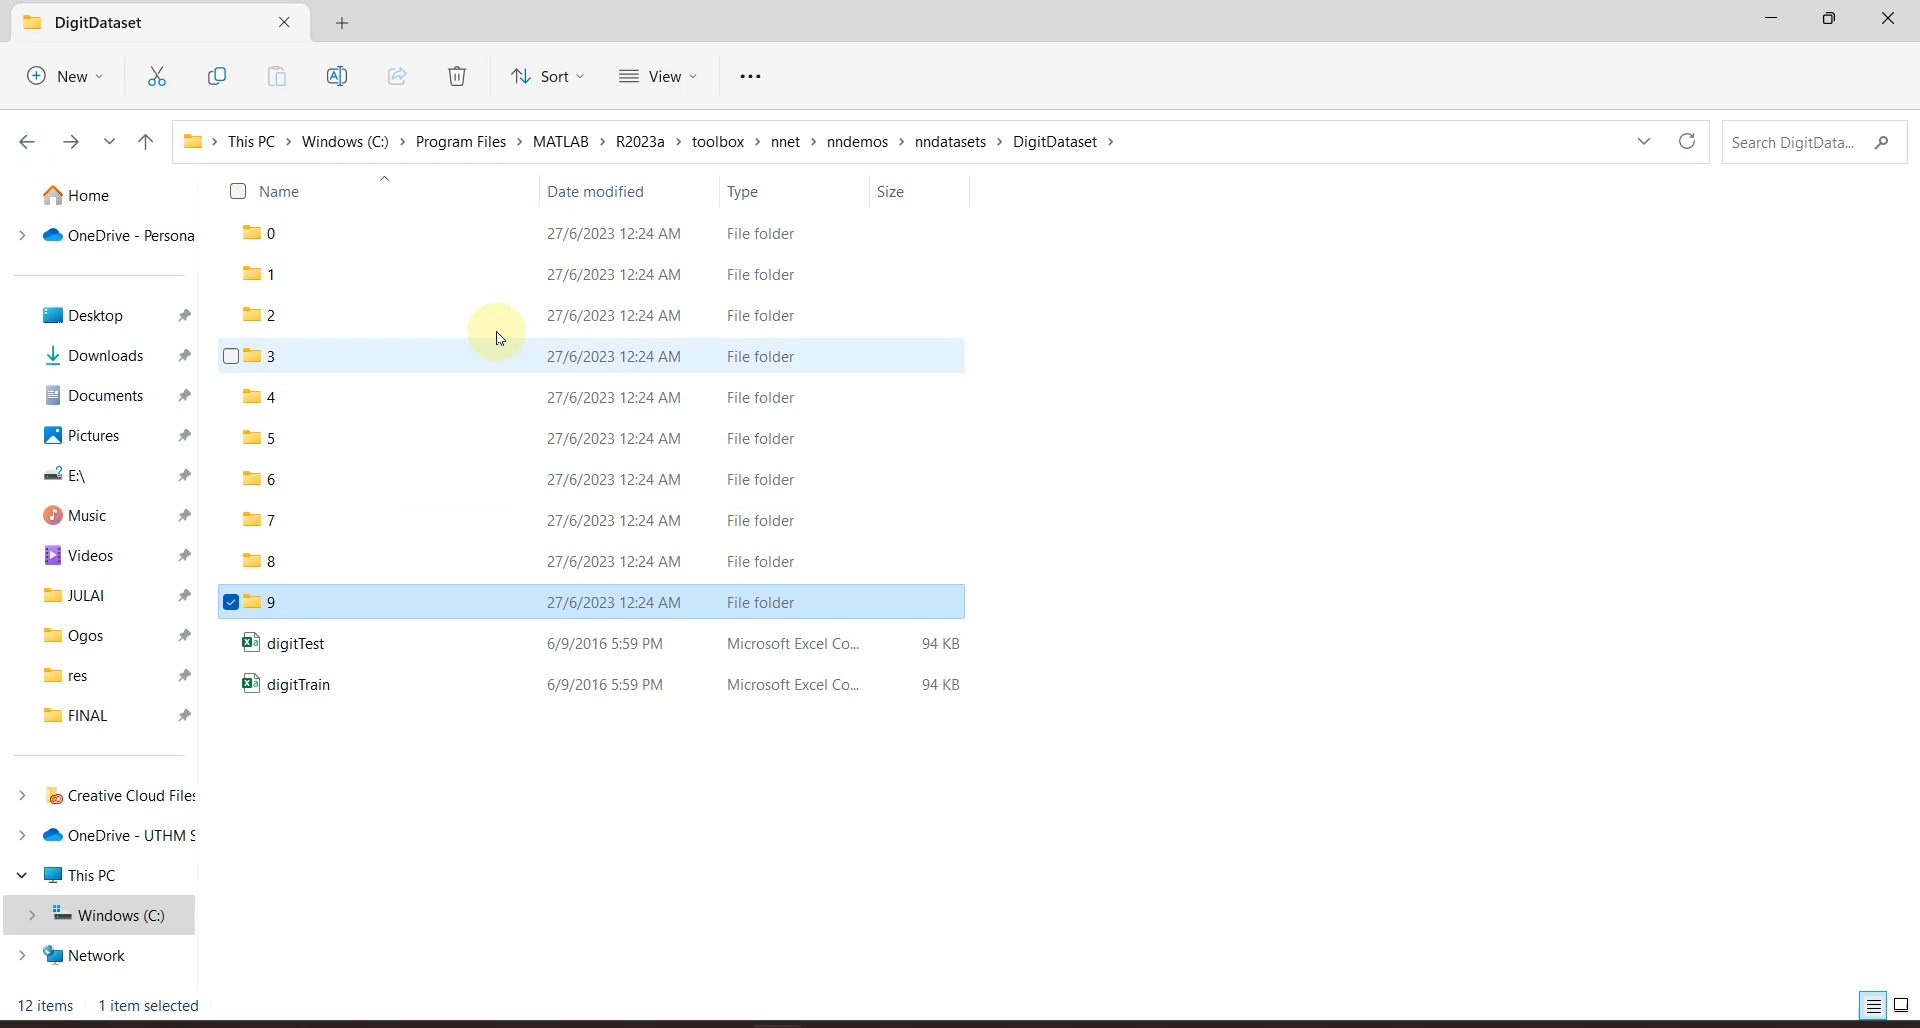 DigitDataset
New
Sort
View
This PC > Windows (C:) > Program Files > MATLAB > R2023a > toolbox > nnet > nndemos > nndatasets > DigitDataset >
Search DigitData...
Home
OneDrive - Persona
Desktop
Downloads
Documents
Pictures
E:\
Music
Videos
JULAI
Ogos
res
FINAL
Creative Cloud Files
OneDrive - UTHM S
This PC
Windows (C:)
Network
Name Date modified Type Size
0 27/6/2023 12:24 AM File folder
1 27/6/2023 12:24 AM File folder
2 27/6/2023 12:24 AM File folder
3 27/6/2023 12:24 AM File folder
4 27/6/2023 12:24 AM File folder
5 27/6/2023 12:24 AM File folder
6 27/6/2023 12:24 AM File folder
7 27/6/2023 12:24 AM File folder
8 27/6/2023 12:24 AM File folder
9 27/6/2023 12:24 AM File folder
digitTest 6/9/2016 5:59 PM Microsoft Excel Co... 94 KB
digitTrain 6/9/2016 5:59 PM Microsoft Excel Co... 94 KB
12 items 1 item selected